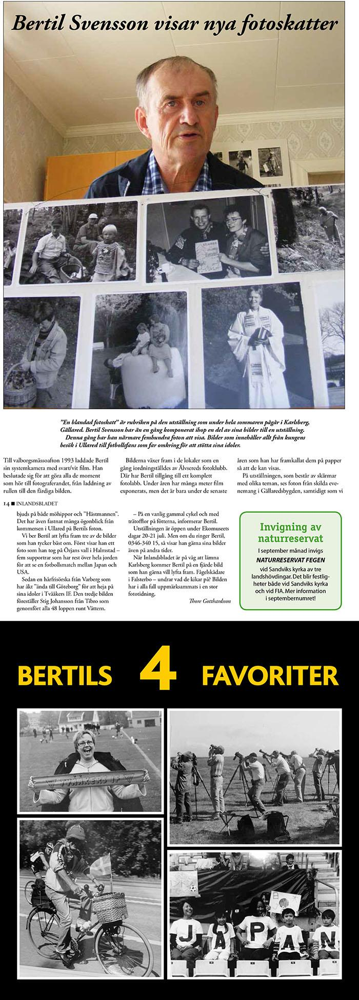 Bertil Svensson visar nya fotoskatter
”En blandad fotoskatt” är rubriken på den utställning som under hela sommaren pågår i Karlsberg,
Gällared. Bertil Svensson har än en gång komponerat ihop en del av sina bilder till en utställning.
Denna gång har han närmare femhundra foton att visa. Bilder som innehåller allt från kungens
besök i Ullared till fotbollsfans som far omkring för att stötta sina idoler.
Till valborgsmässoafton 1993 laddade Bertil
sin systemkamera med svart/vit film. Han
beslutade sig för att göra alla de moment
som hör till fotograferandet, från laddning av
rullen till den färdiga bilden.
Bilderna växer fram i de lokaler som en
gång iordningställdes av Älvsereds fotoklubb.
Där har Bertil tillgång till ett komplett
fotolabb. Under åren har många meter film
exponerats, men det är bara under de senaste
åren som han har framkallat dem på papper
så att de kan visas.
På utställningen, som består av skärmar
med olika teman, ses foton från skilda eve-
nemang i Gällaredsbygden, samtidigt som vi
14 ■ INLANDSBLADET
bjuds på både möhippor och ”Hästmannen”.
Det har även fastnat många ögonblick från
kommersen i Ullared på Bertils foton.
Vi ber Bertil att lyfta fram tre av de bilder
som han tycker bäst om. Först visar han ett
foto som han tog på Örjans vall i Halmstad –
fem supportrar som har rest över hela jorden
för att se en fotbollsmatch mellan Japan och
USA.
Sedan en hårfrisörska från Varberg som
har åkt ”ända till Göteborg” för att heja på
sina idoler i Tvååkers IF. Den tredje bilden
föreställer Stig Johansson från Tibro som
genomfört alla 48 loppen runt Vättern.
– På en vanlig gammal cykel och med
trätofflor på fötterna, informerar Bertil.
Utställningen är öppen under Ekomuseets
dagar 20-21 juli. Men om du ringer Bertil,
0346-340 15, så visar han gärna sina bilder
även på andra tider.
När Inlandsbladet är på väg att lämna
Karlsberg kommer Bertil på en fjärde bild
som han gärna vill lyfta fram. Fågelskådare
i Falsterbo – undrar vad de kikar på? Bilden
har i alla fall uppmärksammats i en stor
fototidning.
Thore Gotthardsson
Invigning av
naturreservat
I september månad invigs
NATURRESERVAT FEGEN
vid Sandviks kyrka av tre
landshövdingar. Det blir festlig-
heter både vid Sandviks kyrka
och vid FIA. Mer information
i septembernumret!
BERTILS 4 FAVORITER
TVÅÅKERS IF
JAPAN